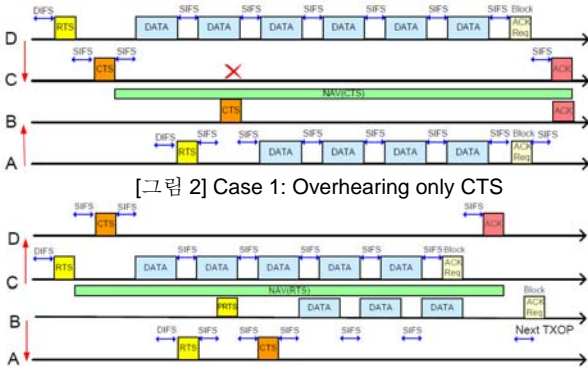 DIFS SIFS SIFS SIFS SIFS SIFS Block
D RTS DATA DATA DATA DATA DATA DATA ACK Req
SIFS SIFS SIFS
C CTS ACK
NAV(CTS)
B CTS ACK
DIFS SIFS SIFS SIFS SIFS SIFS SIFS Block SIFS
A RTS DATA DATA DATA DATA ACK Req
[그림 2] Case 1: Overhearing only CTS
SIFS SIFS SIFS
D CTS ACK
DIFS SIFS SIFS SIFS SIFS SIFS Block
C RTS DATA DATA DATA DATA DATA ACK Req
NAV(RTS)
B PRTS DATA DATA DATA Block ACK Req
DIFS SIFS SIFS SIFS SIFS SIFS Next TXOP
A RTS CTS